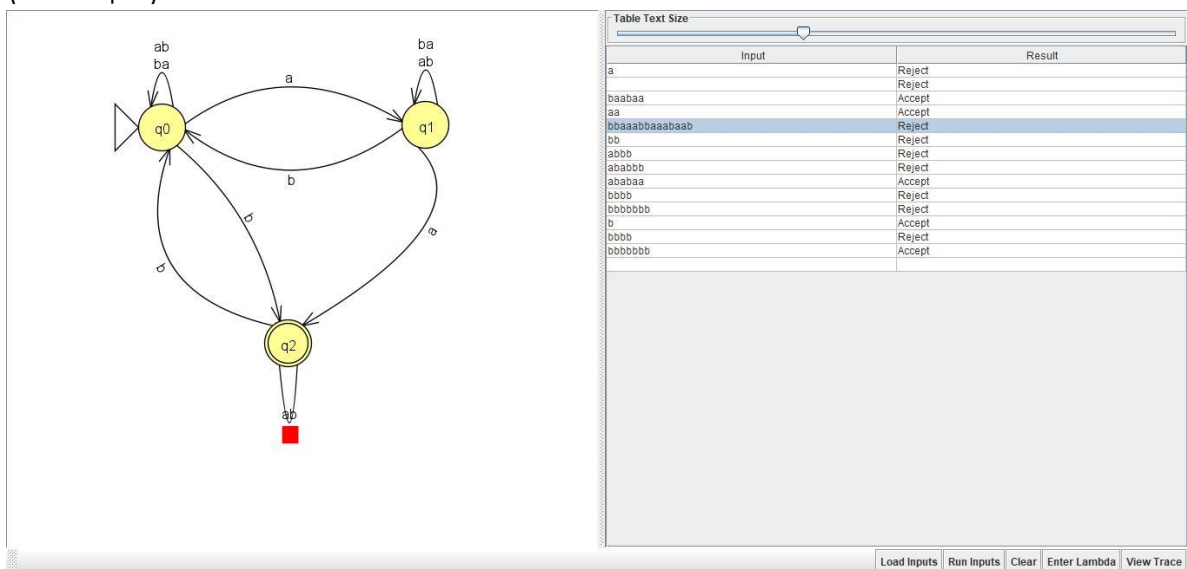 ab
ba
a
ba
ab
q0
q1
b
b
a
b
q2
ab
Table Text Size
Input Result
a Reject
Reject
baabaa Accept
aa Accept
bbaaabbaaabaab Reject
bb Reject
abbb Reject
ababbb Reject
ababaa Accept
bbbb Reject
bbbbbbb Reject
b Accept
bbbb Reject
bbbbbbb Accept
Load Inputs Run Inputs Clear Enter Lambda View Trace